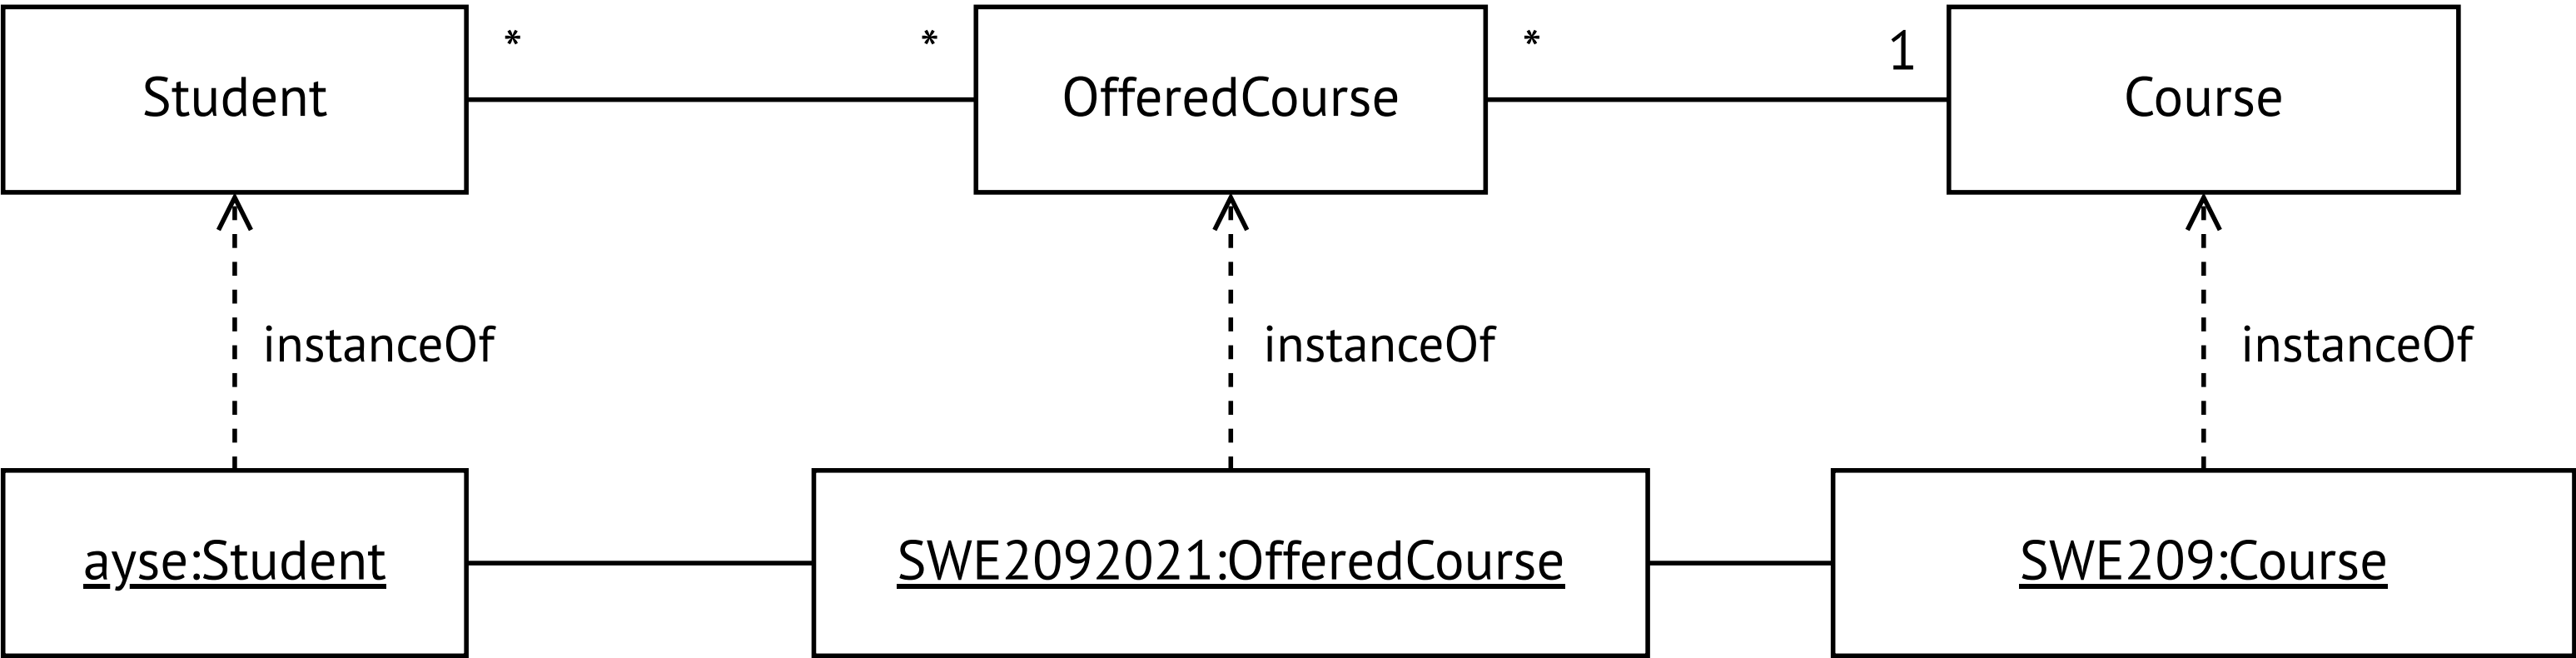 * * * 1
Student OfferedCourse Course
instanceOf instanceOf instanceOf
ayse:Student SWE2092021:OfferedCourse SWE209:Course